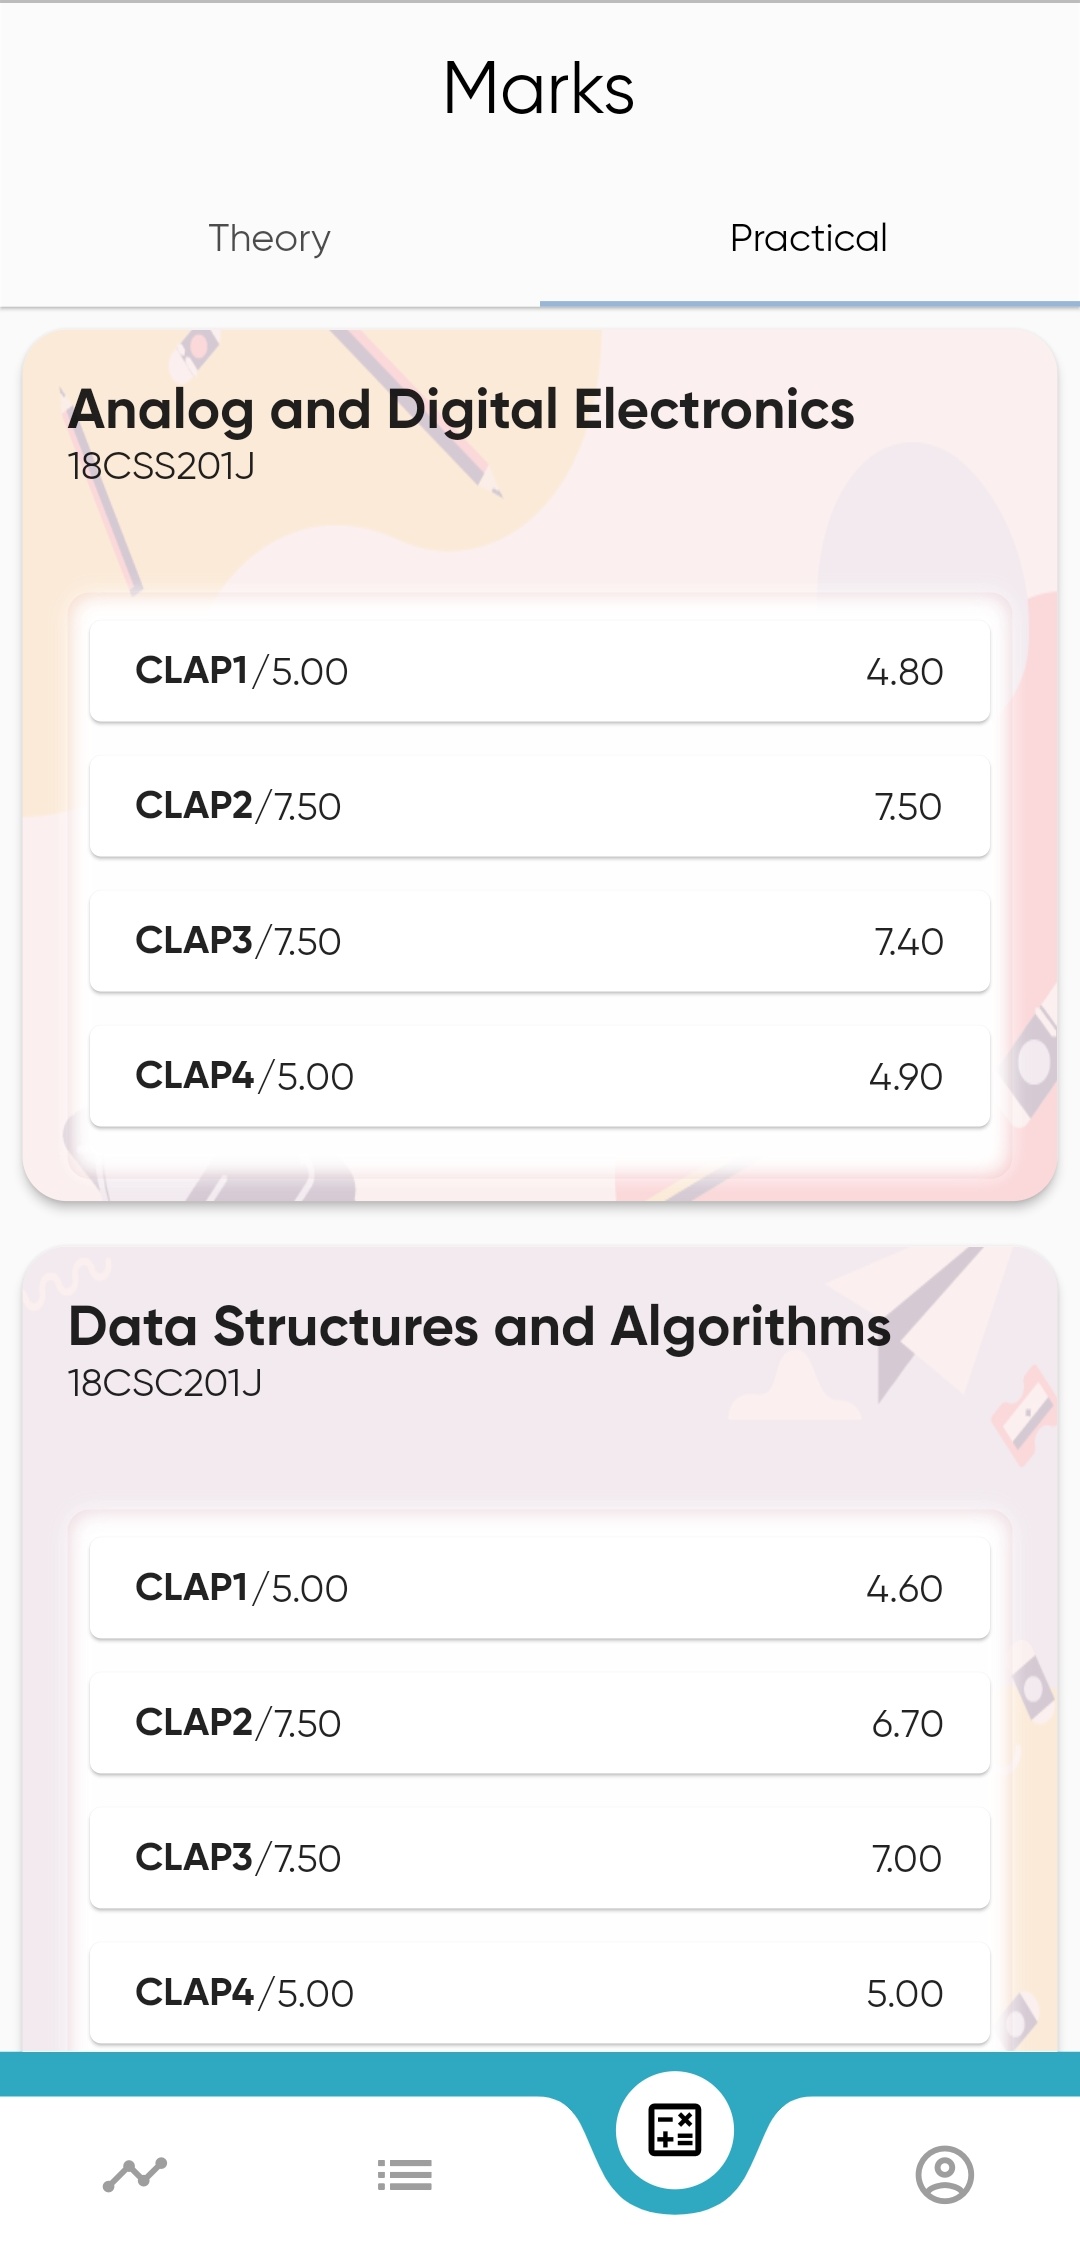 Marks
Theory Practical
Analog and Digital Electronics
18CSS201J
CLAP1/5.00 4.80
CLAP2/7.50 7.50
CLAP3/7.50 7.40
CLAP4/5.00 4.90
Data Structures and Algorithms
18CSC201J
CLAP1/5.00 4.60
CLAP2/7.50 6.70
CLAP3/7.50 7.00
CLAP4/5.00 5.00